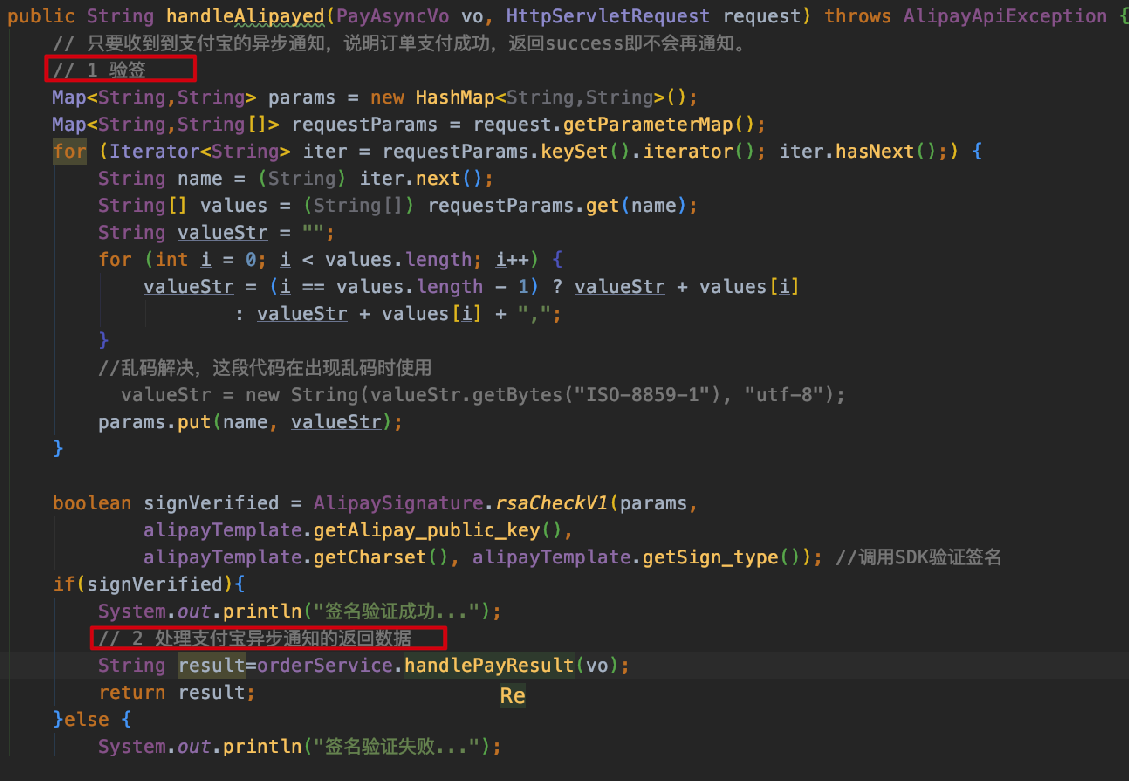 public String handleAlipayed(PayAsyncVo vo, HttpServletRequest request) throws AlipayApiException {
// 只要收到到支付宝的异步通知，说明订单支付成功，返回success即不会再通知。
// 1 验签
Map<String,String> params = new HashMap<String,String>();
Map<String,String[]> requestParams = request.getParameterMap();
for (Iterator<String> iter = requestParams.keySet().iterator(); iter.hasNext();) {
String name = (String) iter.next();
String[] values = (String[]) requestParams.get(name);
String valueStr = "";
for (int i = 0; i < values.length; i++) {
valueStr = (i == values.length - 1) ? valueStr + values[i]
: valueStr + values[i] + ",";
}
//乱码解决，这段代码在出现乱码时使用
valueStr = new String(valueStr.getBytes("ISO-8859-1"), "utf-8");
params.put(name, valueStr);
}
boolean signVerified = AlipaySignature.rsaCheckV1(params,
alipayTemplate.getAlipay_public_key(),
alipayTemplate.getCharset(), alipayTemplate.getSign_type()); //调用SDK验证签名
if(signVerified){
System.out.println("签名验证成功...");
// 2 处理支付宝异步通知的返回数据
String result=orderService.handlePayResult(vo);
return result;
Re
}else {
System.out.println("签名验证失败...");